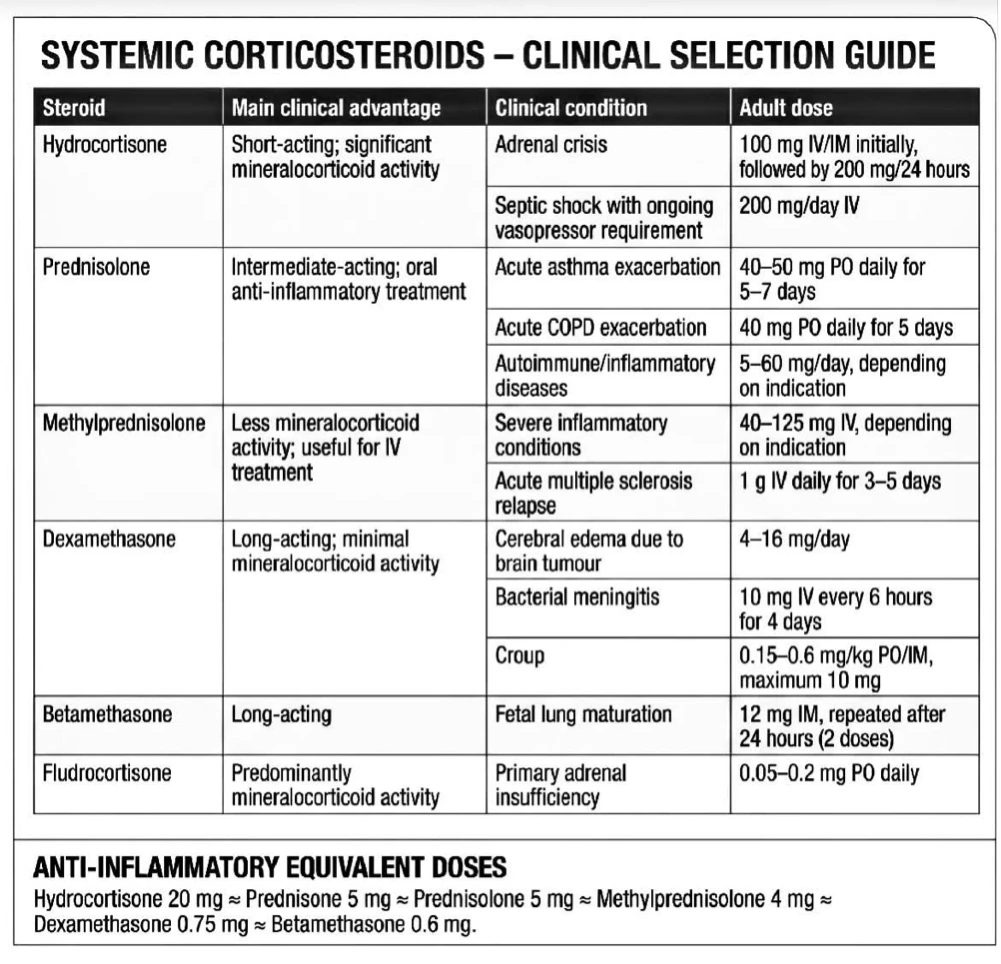 SYSTEMIC CORTICOSTEROIDS – CLINICAL SELECTION GUIDE
Steroid
Main clinical advantage
Clinical condition
Adult dose
Hydrocortisone
Short-acting; significant
mineralocorticoid activity
Adrenal crisis
100 mg IV/IM initially,
followed by 200 mg/24 hours
Septic shock with ongoing
vasopressor requirement
200 mg/day IV
Prednisolone
Intermediate-acting; oral
anti-inflammatory treatment
Acute asthma exacerbation
40–50 mg PO daily for
5–7 days
Acute COPD exacerbation
40 mg PO daily for 5 days
Autoimmune/inflammatory
diseases
5–60 mg/day, depending
on indication
Methylprednisolone
Less mineralocorticoid
activity; useful for IV
treatment
Severe inflammatory
conditions
40–125 mg IV, depending
on indication
Acute multiple sclerosis
relapse
1 g IV daily for 3–5 days
Dexamethasone
Long-acting; minimal
mineralocorticoid activity
Cerebral edema due to
brain tumour
4–16 mg/day
Bacterial meningitis
10 mg IV every 6 hours
for 4 days
Croup
0.15–0.6 mg/kg PO/IM,
maximum 10 mg
Betamethasone
Long-acting
Fetal lung maturation
12 mg IM, repeated after
24 hours (2 doses)
Fludrocortisone
Predominantly
mineralocorticoid activity
Primary adrenal
insufficiency
0.05–0.2 mg PO daily
ANTI-INFLAMMATORY EQUIVALENT DOSES
Hydrocortisone 20 mg ≈ Prednisone 5 mg ≈ Prednisolone 5 mg ≈ Methylprednisolone 4 mg ≈
Dexamethasone 0.75 mg ≈ Betamethasone 0.6 mg.